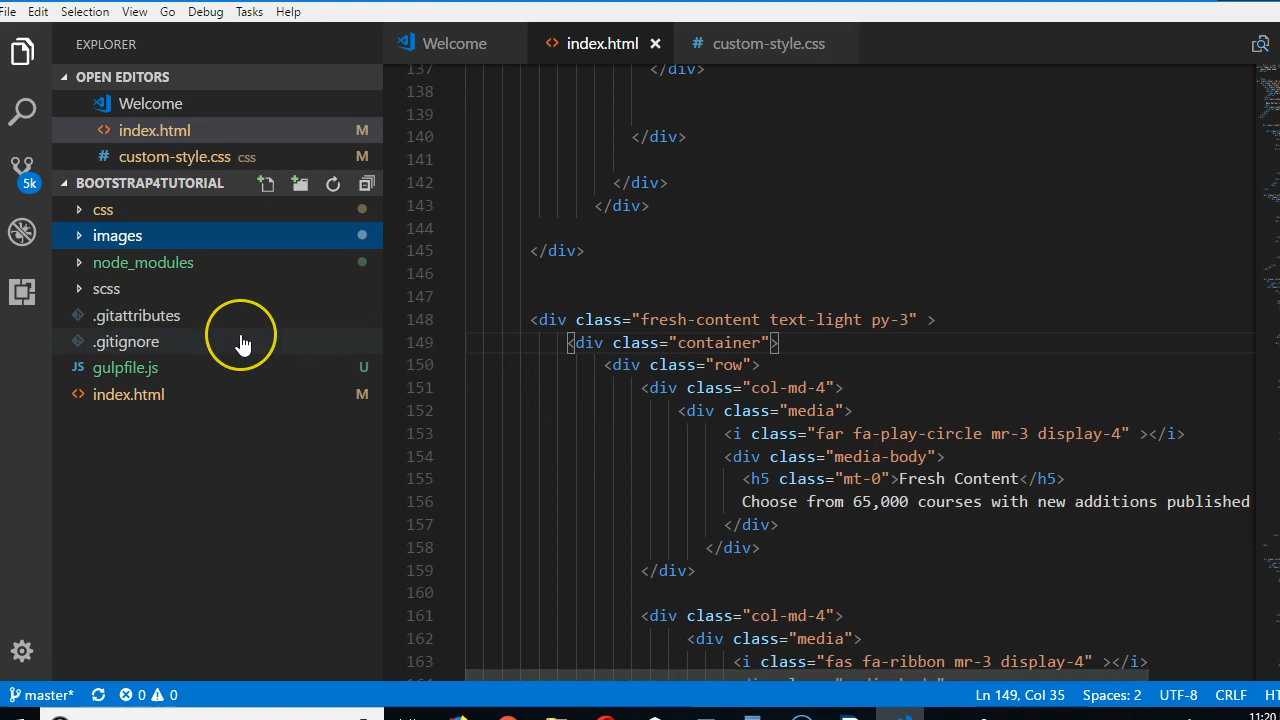 File Edit Selection View Go Debug Tasks Help
EXPLORER
Welcome
index.html
# custom-style.css
OPEN EDITORS
Welcome
<> index.html M
# custom-style.css css M
BOOTSTRAP4TUTORIAL
css
images
node_modules
scss
.gitattributes
.gitignore
JS gulpfile.js U
<> index.html M
5k
137 </div>
138
139
140 </div>
141
142 </div>
143 </div>
144
145 </div>
146
147
148 <div class="fresh-content text-light py-3" >
149 <div class="container">
150 <div class="row">
151 <div class="col-md-4">
152 <div class="media">
153 <i class="far fa-play-circle mr-3 display-4" ></i>
154 <div class="media-body">
155 <h5 class="mt-0">Fresh Content</h5>
156 Choose from 65,000 courses with new additions published
157 </div>
158 </div>
159 </div>
160
161 <div class="col-md-4">
162 <div class="media">
163 <i class="fas fa-ribbon mr-3 display-4" ></i>
master* 0 0 Ln 149, Col 35 Spaces: 2 UTF-8 CRLF
11:20